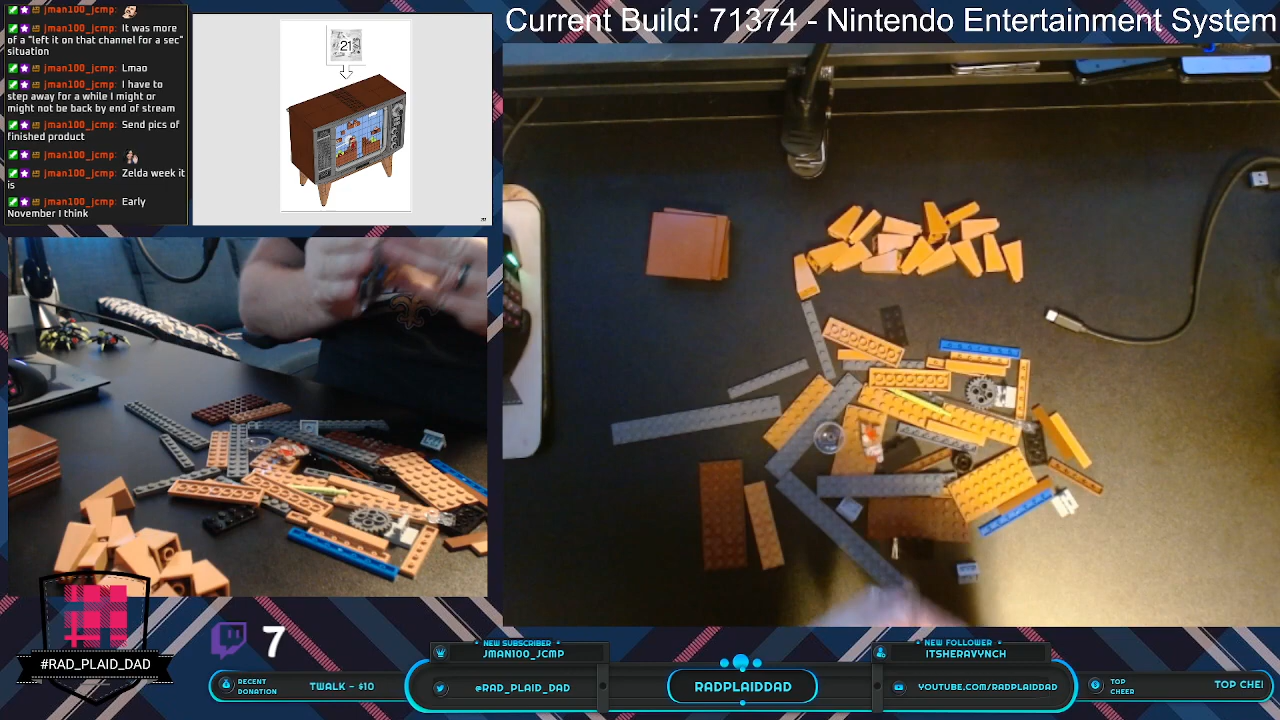 Current Build: 71374 - Nintendo Entertainment System
jman100_jcmp:
jman100_jcmp: It was more
of a "left it on that channel for a sec"
situation
jman100_jcmp: Lmao
jman100_jcmp: I have to
step away for a while I might or
might not be back by end of stream
jman100_jcmp: Send pics of
finished product
jman100_jcmp:
jman100_jcmp: Zelda week it
is
jman100_jcmp: Early
November I think
21
#RAD_PLAID_DAD
7
RECENT
DONATION
TWALK - $10
NEW SUBSCRIBER
JMAN100_JCMP
@RAD_PLAID_DAD
RADPLAIDDAD
NEW FOLLOWER
ITSHERAVYNCH
YOUTUBE.COM/RADPLAIDDAD
TOP
CHEER
TOP CHE